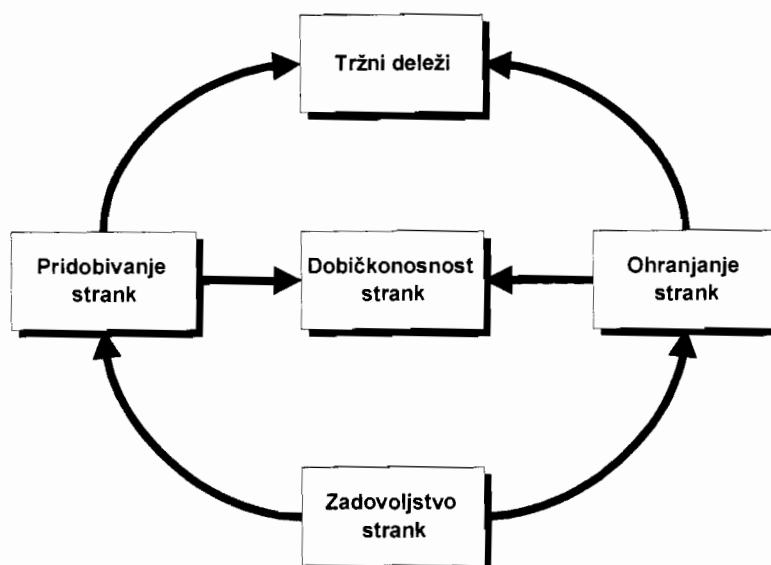 Tržni deleži
Pridobivanje
strank
Dobičkonosnost
strank
Ohranjanje
strank
Zadovoljstvo
strank